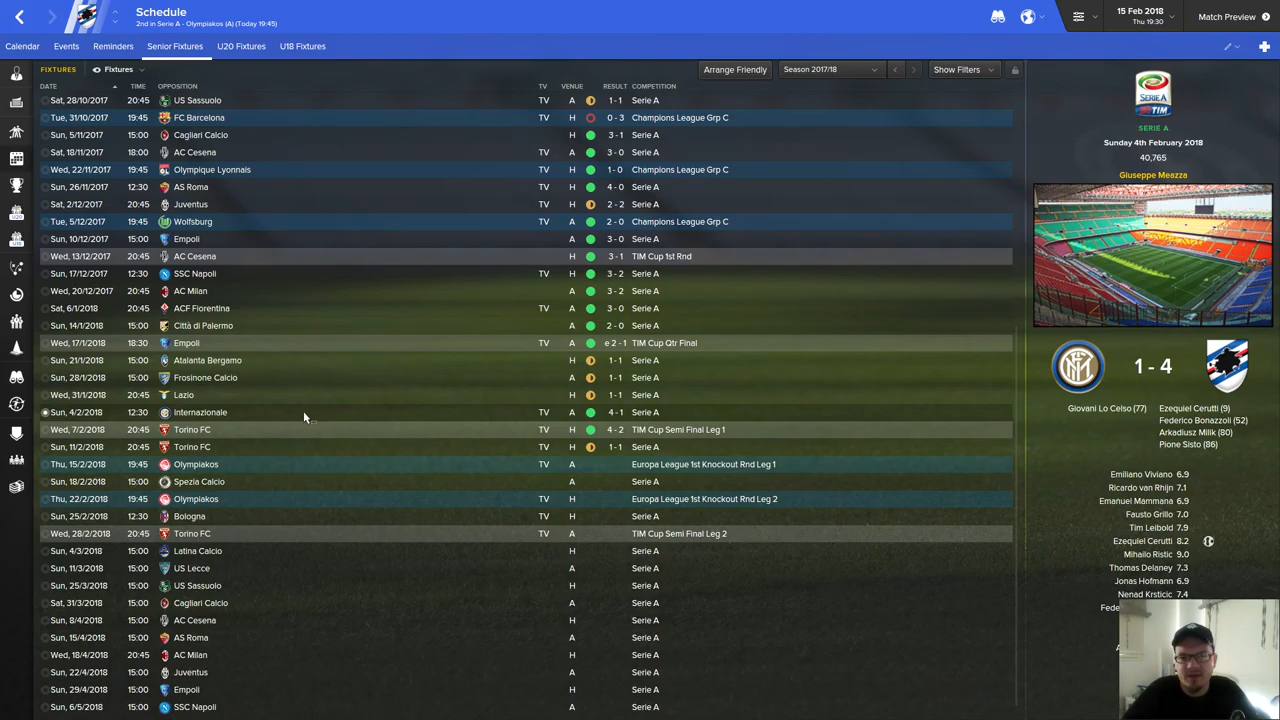 Schedule
2nd in Serie A - Olympiakos (A) (Today 19:45)
15 Feb 2018
Thu 19:30
Match Preview
Calendar Events Reminders Senior Fixtures U20 Fixtures U18 Fixtures
FIXTURES Fixtures Arrange Friendly Season 2017/18 Show Filters
DATE TIME OPPOSITION TV VENUE RESULT COMPETITION
Sat, 28/10/2017 20:45 US Sassuolo TV A 1-1 Serie A
Tue, 31/10/2017 19:45 FC Barcelona TV H 0 - 3 Champions League Grp C
Sun, 5/11/2017 15:00 Cagliari Calcio H 3-1 Serie A
Sat, 18/11/2017 18:00 AC Cesena TV A 3-0 Serie A
Wed, 22/11/2017 19:45 Olympique Lyonnais TV H 1-0 Champions League Grp C
Sun, 26/11/2017 12:30 AS Roma TV H 4-0 Serie A
Sat, 2/12/2017 20:45 Juventus TV H 2-2 Serie A
Tue, 5/12/2017 19:45 Wolfsburg TV A 2-0 Champions League Grp C
Sun, 10/12/2017 15:00 Empoli A 3-0 Serie A
Wed, 13/12/2017 20:45 AC Cesena H 3-1 TIM Cup 1st Rnd
Sun, 17/12/2017 12:30 SSC Napoli TV H 3-2 Serie A
Wed, 20/12/2017 20:45 AC Milan A 3-2 Serie A
Sat, 6/1/2018 20:45 ACF Fiorentina TV H 3-0 Serie A
Sun, 14/1/2018 15:00 Città di Palermo A 2-0 Serie A
Wed, 17/1/2018 18:30 Empoli TV A e 2-1 TIM Cup Qtr Final
Sun, 21/1/2018 15:00 Atalanta Bergamo H 1-1 Serie A
Sun, 28/1/2018 15:00 Frosinone Calcio A 1-1 Serie A
Wed, 31/1/2018 20:45 Lazio H 1-1 Serie A
Sun, 4/2/2018 12:30 Internazionale TV A 4-1 Serie A
Wed, 7/2/2018 20:45 Torino FC TV H 4-2 TIM Cup Semi Final Leg 1
Sun, 11/2/2018 20:45 Torino FC TV H 1-1 Serie A
Thu, 15/2/2018 19:45 Olympiakos TV A Europa League 1st Knockout Rnd Leg 1
Sun, 18/2/2018 15:00 Spezia Calcio A Serie A
Thu, 22/2/2018 19:45 Olympiakos TV H Europa League 1st Knockout Rnd Leg 2
Sun, 25/2/2018 12:30 Bologna TV H Serie A
Wed, 28/2/2018 20:45 Torino FC TV A TIM Cup Semi Final Leg 2
Sun, 4/3/2018 15:00 Latina Calcio H Serie A
Sun, 11/3/2018 15:00 US Lecce A Serie A
Sun, 25/3/2018 15:00 US Sassuolo H Serie A
Sat, 31/3/2018 15:00 Cagliari Calcio A Serie A
Sun, 8/4/2018 15:00 AC Cesena H Serie A
Sun, 15/4/2018 15:00 AS Roma A Serie A
Wed, 18/4/2018 20:45 AC Milan H Serie A
Sun, 22/4/2018 15:00 Juventus A Serie A
Sun, 29/4/2018 15:00 Empoli H Serie A
Sun, 6/5/2018 15:00 SSC Napoli A Serie A
SERIE A
TIM
SERIE A
Sunday 4th February 2018
40,765
Giuseppe Meazza
1 - 4
Giovani Lo Celso (77) Ezequiel Cerutti (9)
Federico Bonazzoli (52)
Arkadiusz Milik (80)
Pione Sisto (86)
Emiliano Viviano 6.9
Ricardo van Rhijn 7.1
Emanuel Mammana 6.9
Fausto Grillo 7.0
Tim Leibold 7.9
Ezequiel Cerutti 8.2
Mihailo Ristic 9.0
Thomas Delaney 7.3
Jonas Hofmann 6.9
Nenad Krsticic 7.4